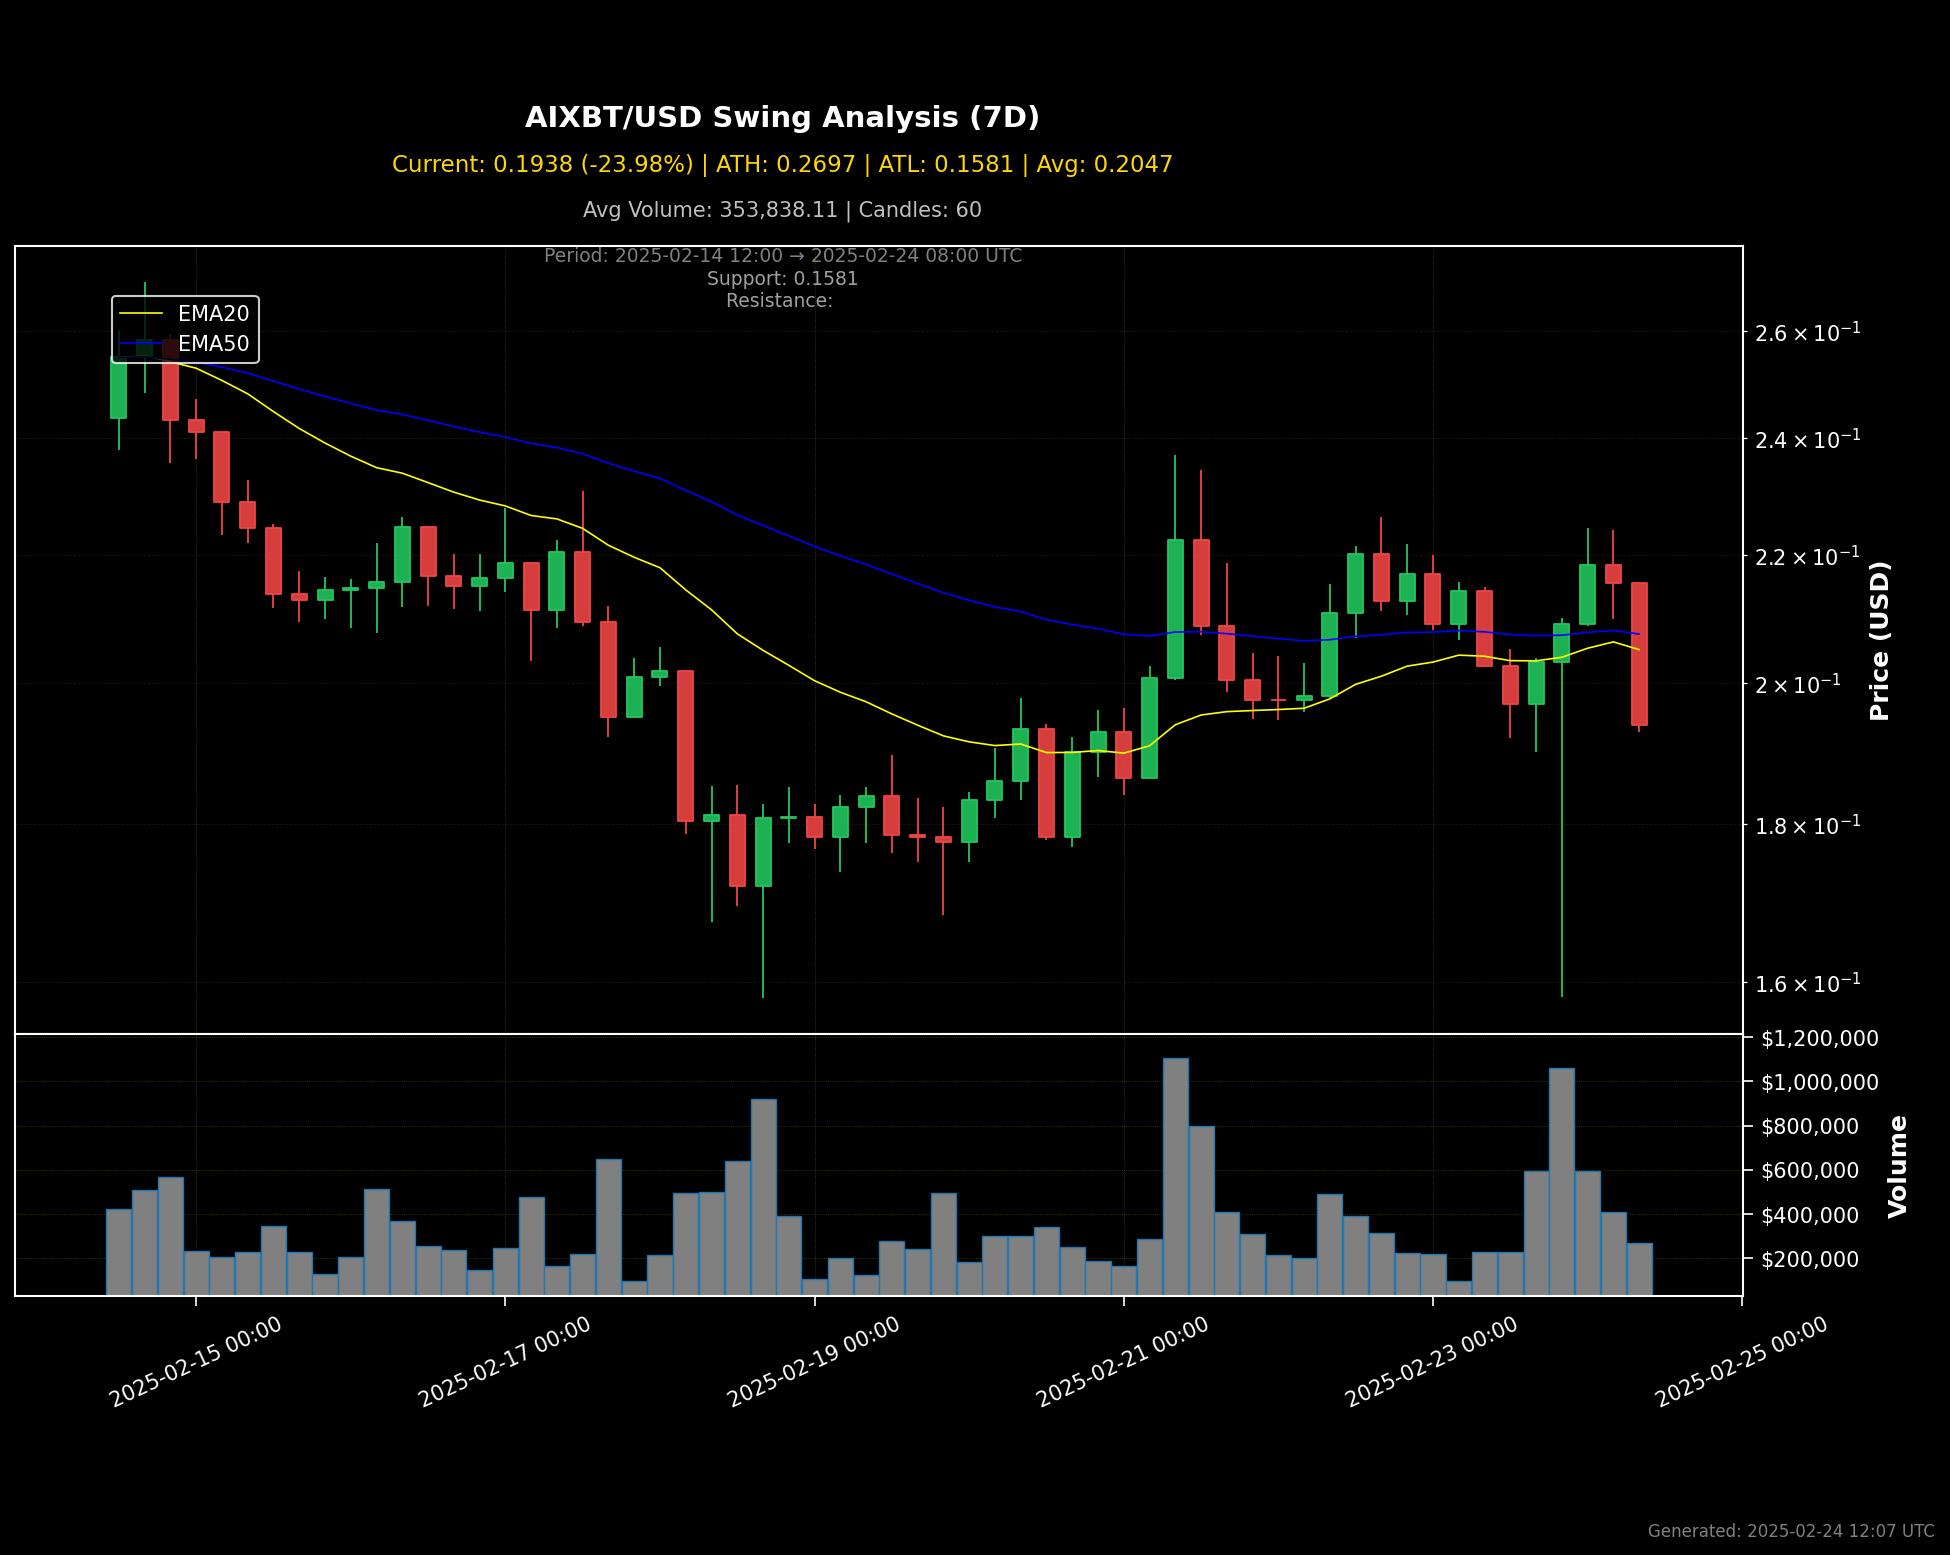 AIXBT/USD Swing Analysis (7D)
Current: 0.1938 (-23.98%) | ATH: 0.2697 | ATL: 0.1581 | Avg: 0.2047
Avg Volume: 353,838.11 | Candles: 60
Period: 2025-02-14 12:00 → 2025-02-24 08:00 UTC
Support: 0.1581
Resistance:
EMA20
EMA50
2.6 × 10⁻¹
2.4 × 10⁻¹
2.2 × 10⁻¹
2 × 10⁻¹
1.8 × 10⁻¹
1.6 × 10⁻¹
Price (USD)
$1,200,000
$1,000,000
$800,000
$600,000
$400,000
$200,000
Volume
2025-02-15 00:00
2025-02-17 00:00
2025-02-19 00:00
2025-02-21 00:00
2025-02-23 00:00
2025-02-25 00:00
Generated: 2025-02-24 12:07 UTC